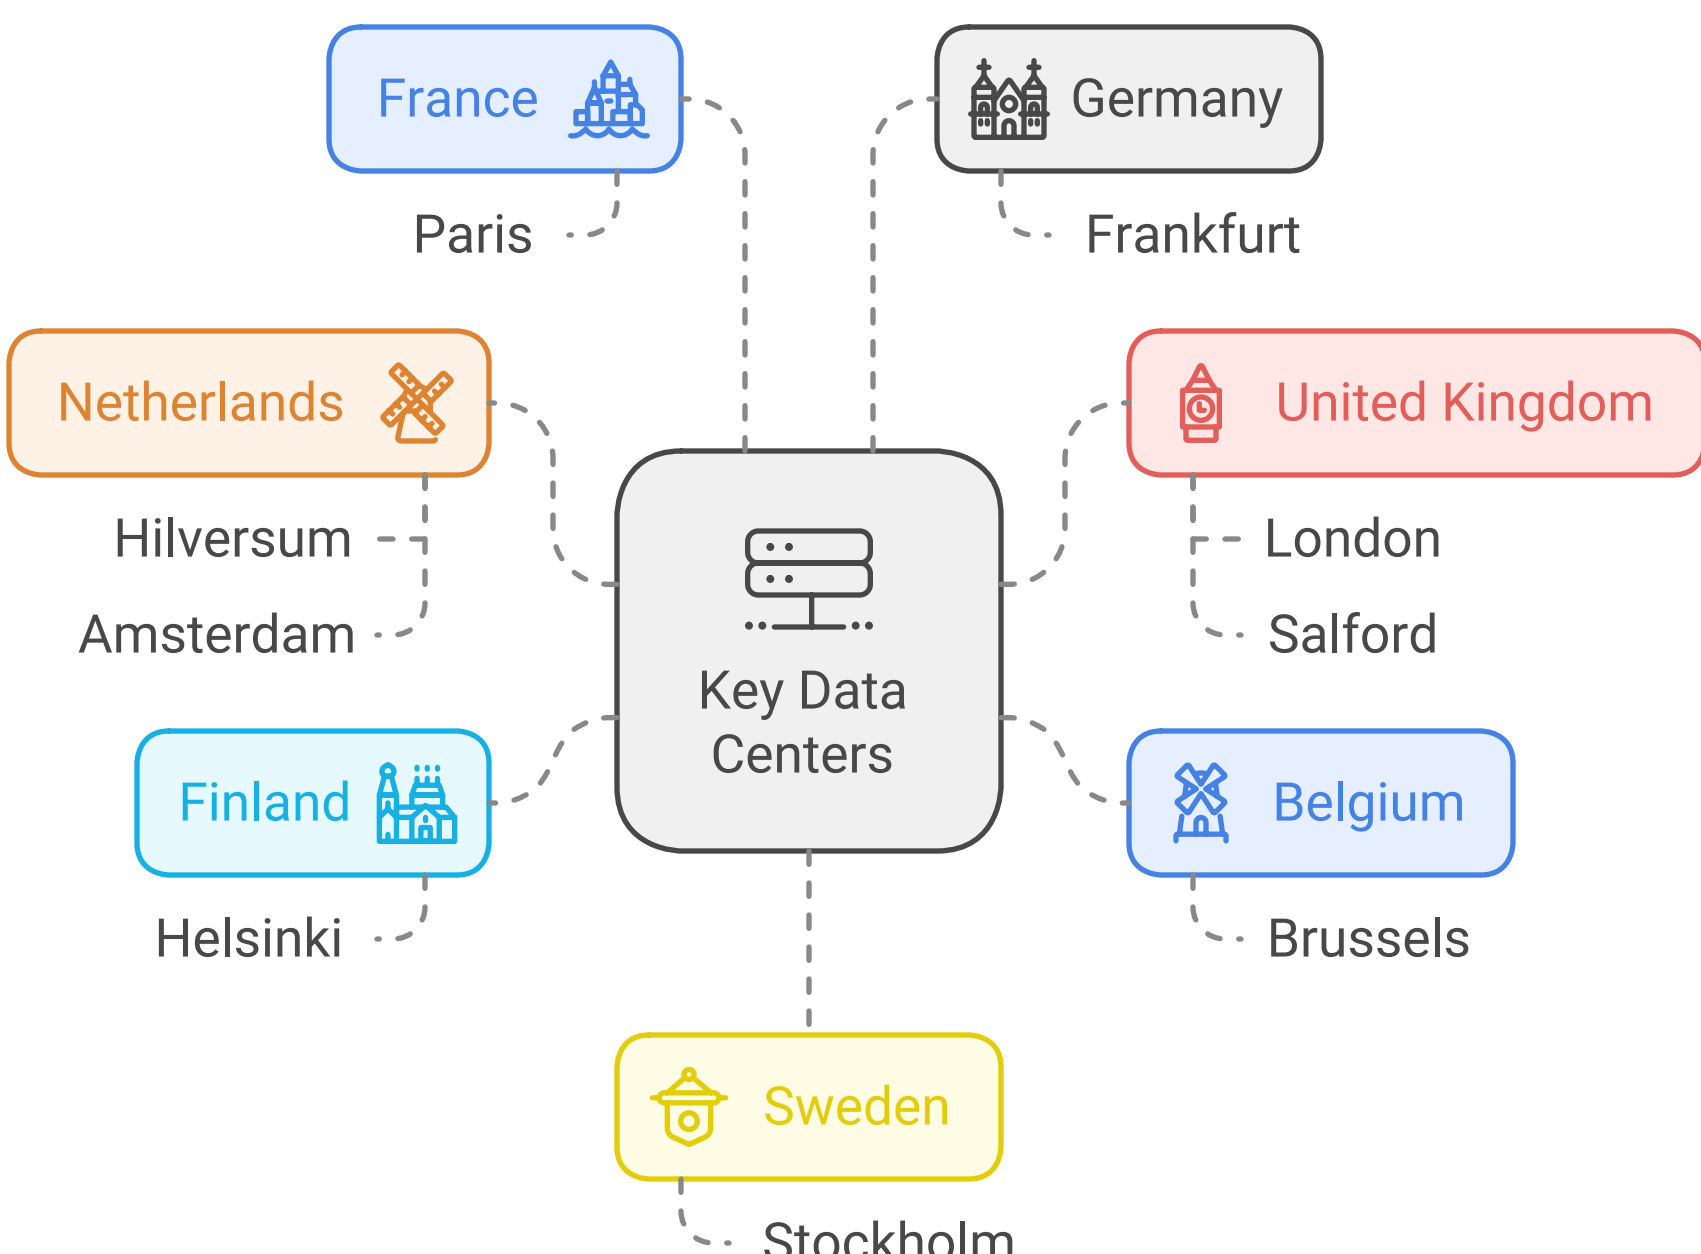 France
Germany
Paris
Frankfurt
Netherlands
United Kingdom
Hilversum
London
Amsterdam
Salford
Key Data
Centers
Finland
Belgium
Helsinki
Brussels
Sweden
Stockholm